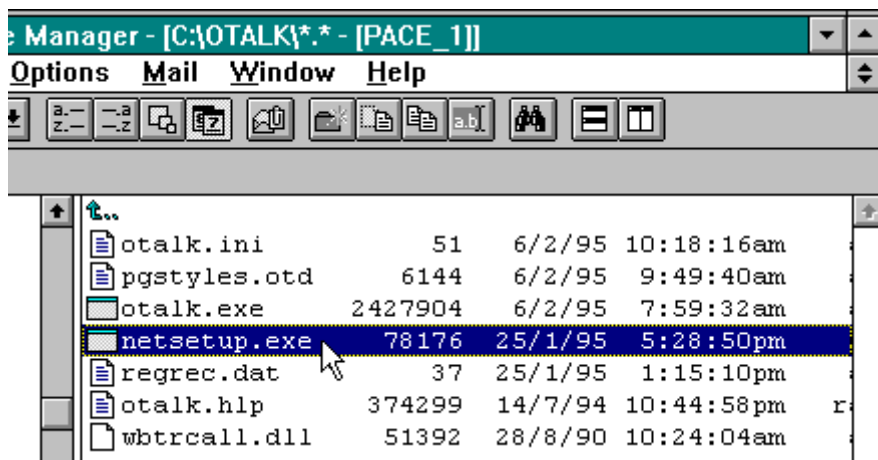 e Manager - [C:\OTALK\*.* - [PACE_1]]
Options Mail Window Help
a z a z 7 a.b
..
otalk.ini 51 6/2/95 10:18:16am
pgstyles.otd 6144 6/2/95 9:49:40am
otalk.exe 2427904 6/2/95 7:59:32am
netsetup.exe 78176 25/1/95 5:28:50pm
regrec.dat 37 25/1/95 1:15:10pm
otalk.hlp 374299 14/7/94 10:44:58pm r
wbtrcall.dll 51392 28/8/90 10:24:04am